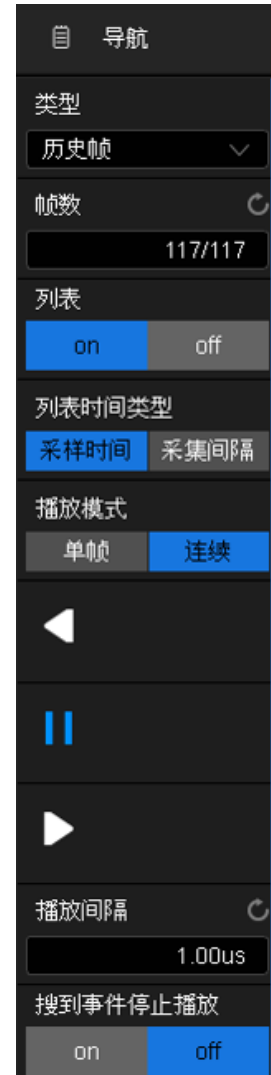 导航
类型
历史帧
帧数
117/117
列表
on off
列表时间类型
采样时间 采集间隔
播放模式
单帧 连续
播放间隔
1.00us
搜到事件停止播放
on off